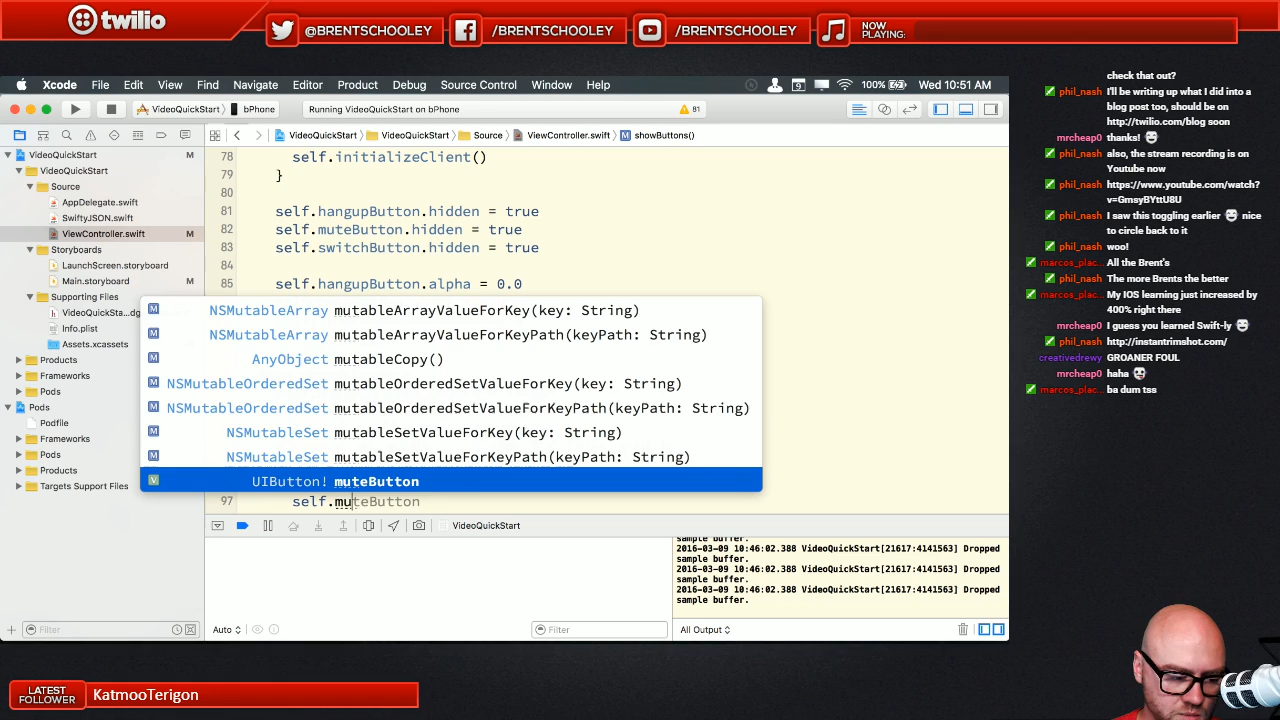 twilio
@BRENTSCHOOLEY
/BRENTSCHOOLEY
/BRENTSCHOOLEY
NOW
PLAYING:
Xcode File Edit View Find Navigate Editor Product Debug Source Control Window Help
9 100% Wed 10:51 AM
VideoQuickStart bPhone
Running VideoQuickStart on bPhone
81
VideoQuickStart VideoQuickStart Source ViewController.swift M showButtons()
VideoQuickStart M
VideoQuickStart
Source
AppDelegate.swift
SwiftyJSON.swift
ViewController.swift M
Storyboards
LaunchScreen.storyboard
Main.storyboard M
Supporting Files
VideoQuickSta...dg
Info.plist
Assets.xcassets
Products
Frameworks
Pods
Pods
Podfile
Frameworks
Pods
Products
Targets Support Files
Filter
78 self.initializeClient()
79 }
80
81 self.hangupButton.hidden = true
82 self.muteButton.hidden = true
83 self.switchButton.hidden = true
84
85 self.hangupButton.alpha = 0.0
M NSMutableArray mutableArrayValueForKey(key: String)
M NSMutableArray mutableArrayValueForKeyPath(keyPath: String)
M AnyObject mutableCopy()
M NSMutableOrderedSet mutableOrderedSetValueForKey(key: String)
M NSMutableOrderedSet mutableOrderedSetValueForKeyPath(keyPath: String)
M NSMutableSet mutableSetValueForKey(key: String)
M NSMutableSet mutableSetValueForKeyPath(keyPath: String)
V UIButton! muteButton
97 self.muteButton
VideoQuickStart
sample buffer.
2016-03-09 10:46:02.388 VideoQuickStart[21617:4141563] Dropped
sample buffer.
2016-03-09 10:46:02.388 VideoQuickStart[21617:4141563] Dropped
sample buffer.
2016-03-09 10:46:02.388 VideoQuickStart[21617:4141563] Dropped
sample buffer.
Auto
Filter
All Output
check that out?
phil_nash I'll be writing up what I did into a
blog post too, should be on
http://twilio.com/blog soon
mrcheap0 thanks!
phil_nash also, the stream recording is on
Youtube now
phil_nash https://www.youtube.com/watch?
v=GmsyBYttU8U
phil_nash I saw this toggling earlier nice
to circle back to it
phil_nash woo!
marcos_plac... All the Brent's
phil_nash The more Brents the better
marcos_plac... My IOS learning just increased by
400% right there
mrcheap0 I guess you learned Swift-ly
phil_nash http://instantrimshot.com/
creativedrewy GROANER FOUL
mrcheap0 haha
marcos_plac... ba dum tss
LATEST
FOLLOWER
KatmooTerigon